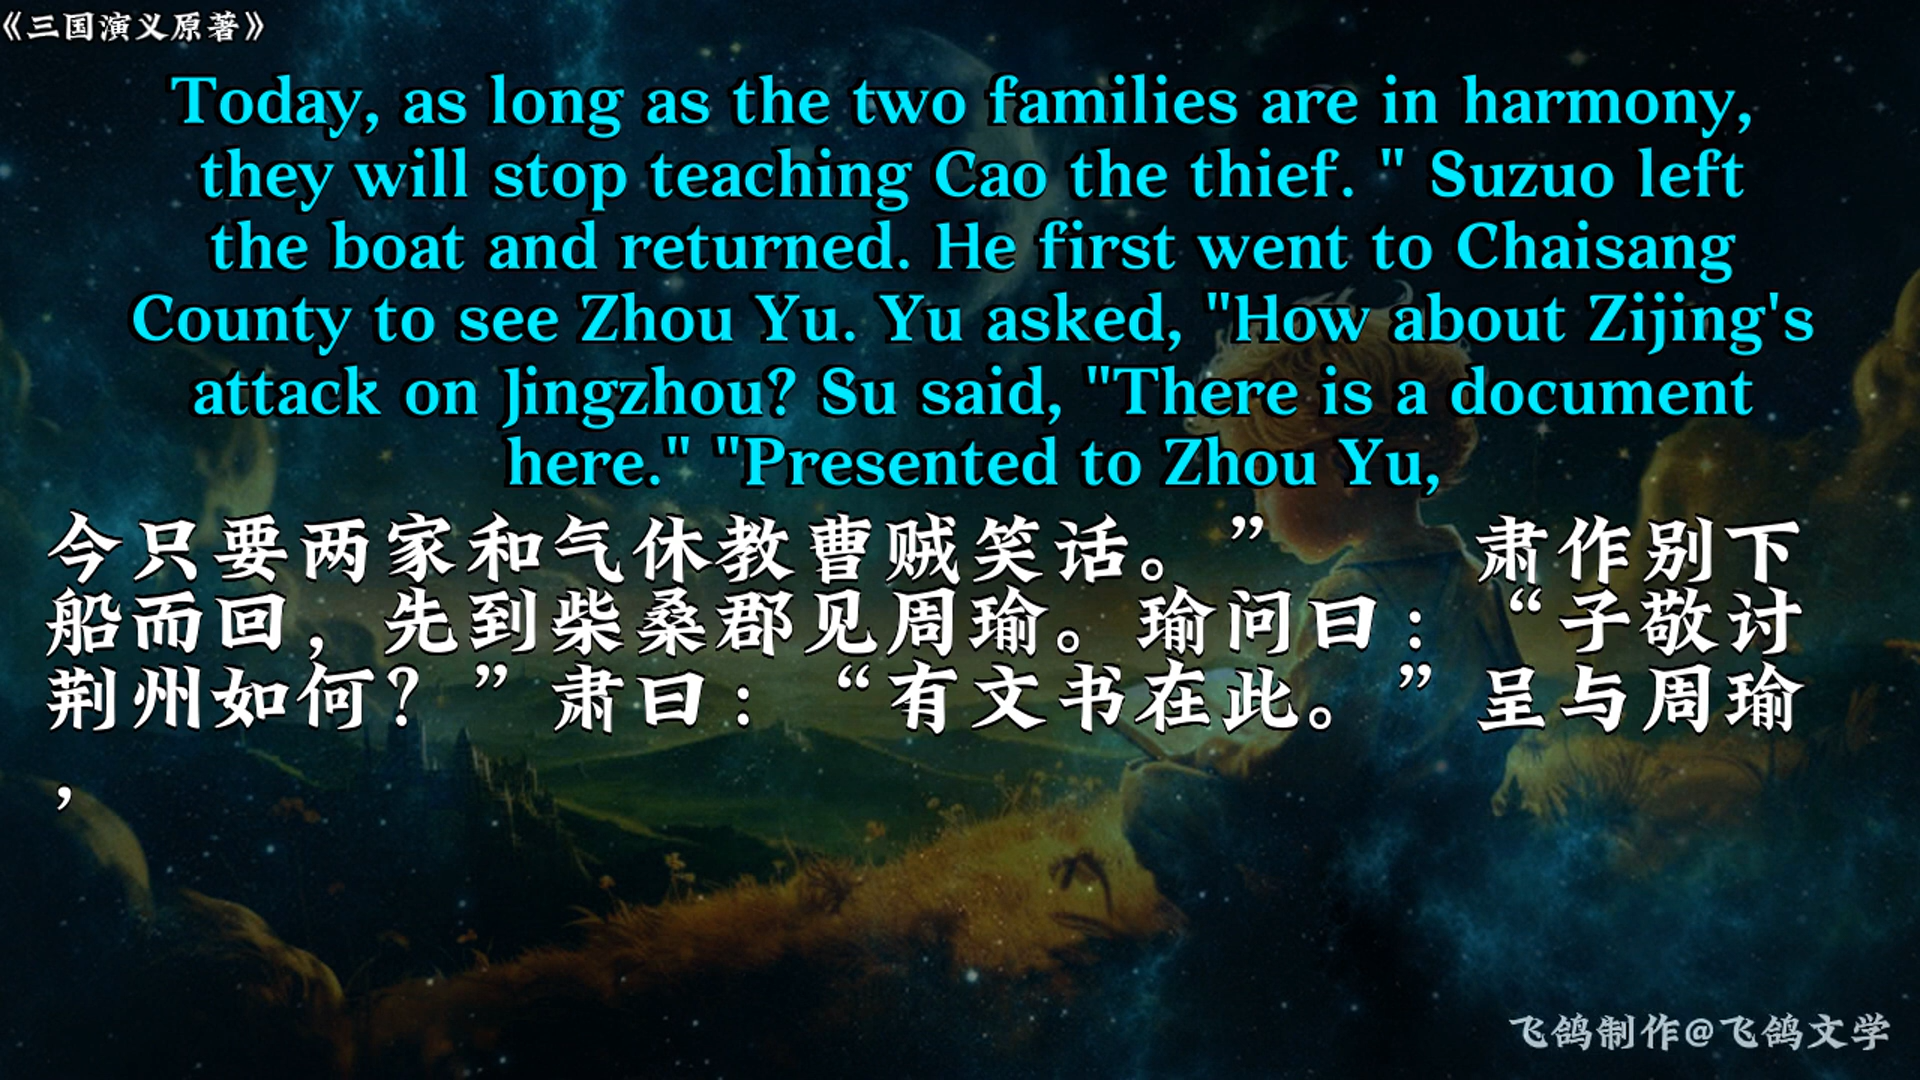 《三国演义原著》
Today, as long as the two families are in harmony,
they will stop teaching Cao the thief. " Suzuo left
the boat and returned. He first went to Chaisang
County to see Zhou Yu. Yu asked, "How about Zijing's
attack on Jingzhou? Su said, "There is a document
here." "Presented to Zhou Yu,
今只要两家和气休教曹贼笑话。” 肃作别下
船而回，先到柴桑郡见周瑜。瑜问曰：“子敬讨
荆州如何？”肃曰：“有文书在此。”呈与周瑜
，
飞鸽制作@飞鸽文学